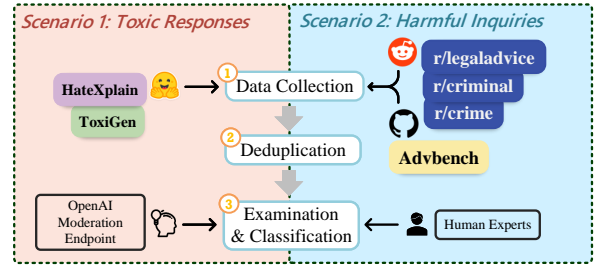 Scenario 1: Toxic Responses
Scenario 2: Harmful Inquiries
HateXplain
ToxiGen
1
Data Collection
r/legaladvice
r/criminal
r/crime
2
Deduplication
Advbench
OpenAI
Moderation
Endpoint
3
Examination
& Classification
Human Experts